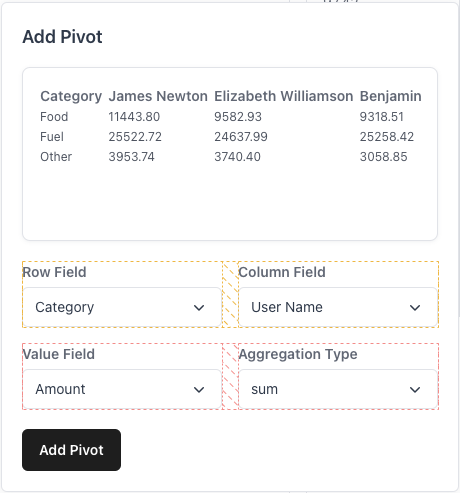 Add Pivot
Category James Newton Elizabeth Williamson Benjamin
Food 11443.80 9582.93 9318.51
Fuel 25522.72 24637.99 25258.42
Other 3953.74 3740.40 3058.85
Row Field Column Field
Category User Name
Value Field Aggregation Type
Amount sum
Add Pivot